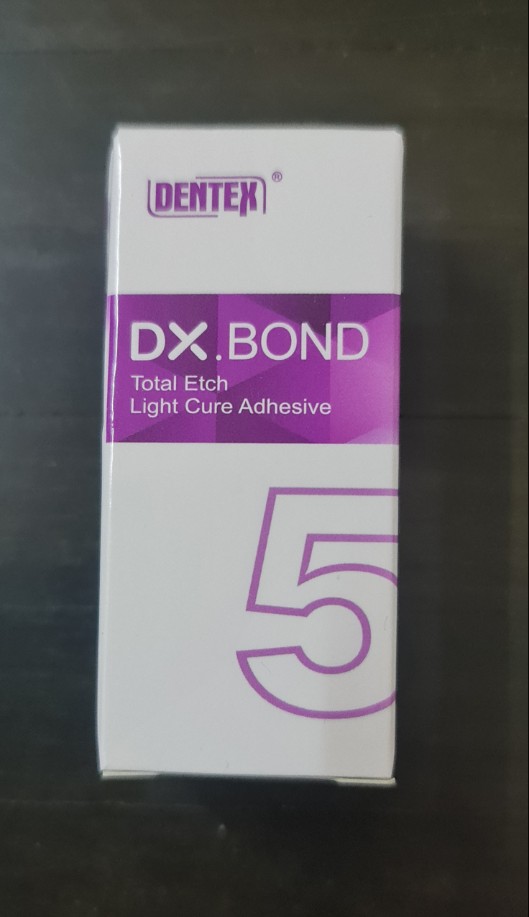 DENTEX®
DX.BOND
Total Etch
Light Cure Adhesive
5